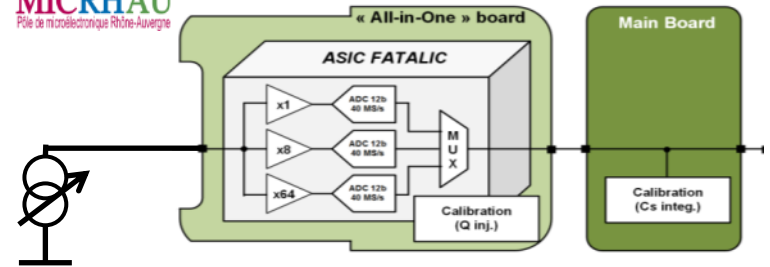 MICRHAU
Pôle de microélectronique Rhône-Auvergne
« All-in-One » board
Main Board
ASIC FATALIC
x1
ADC 12b
40 MS/s
x8
ADC 12b
40 MS/s
x64
ADC 12b
40 MS/s
M
U
X
Calibration
(Q inj.)
Calibration
(Cs integ.)